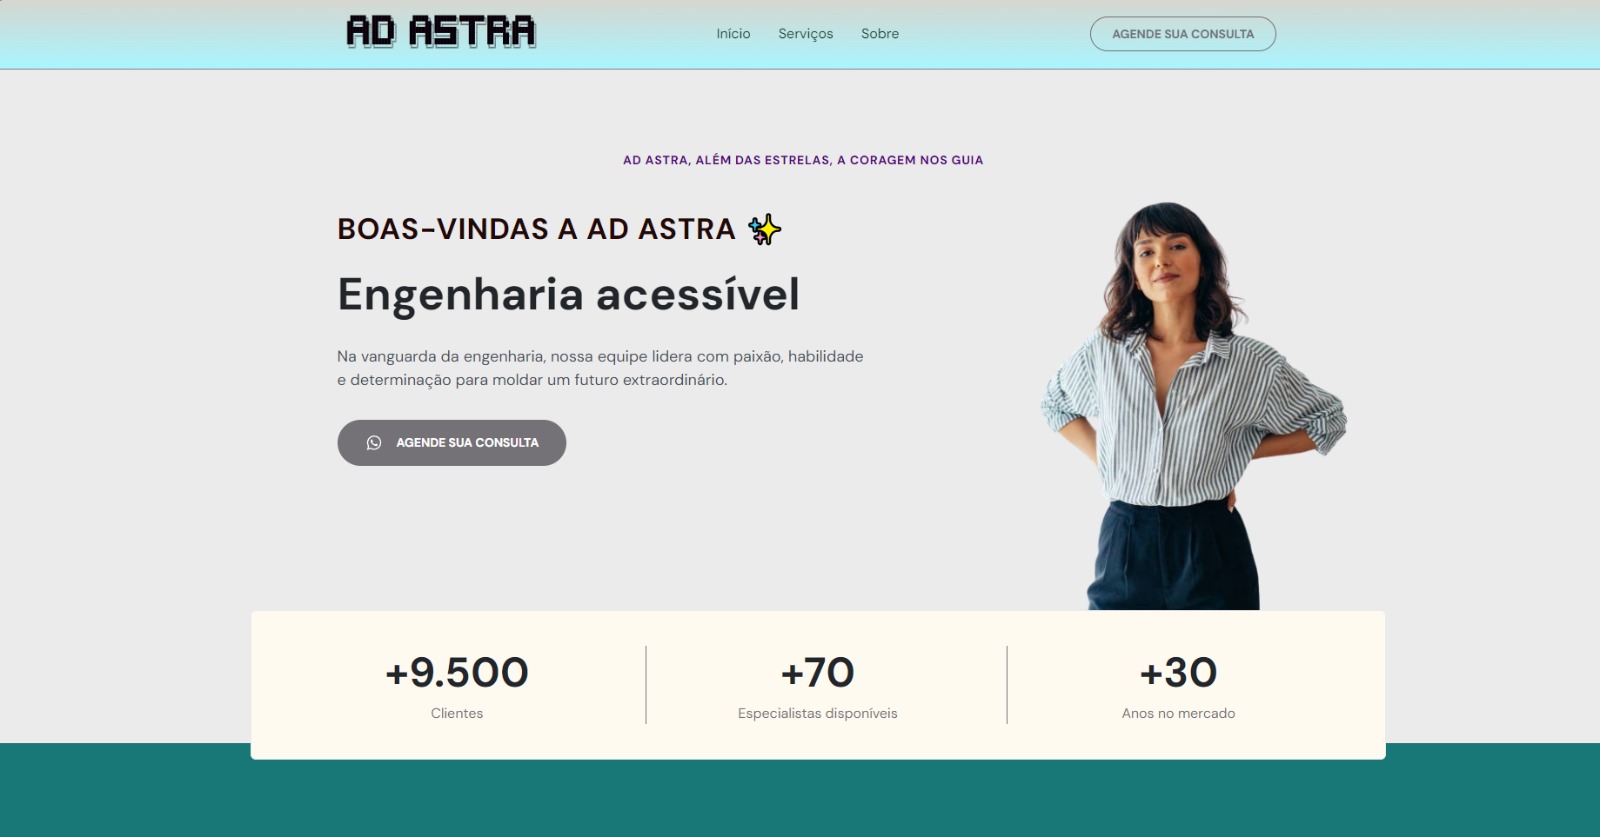 AD ASTRA
Início
Serviços
Sobre
AGENDE SUA CONSULTA
AD ASTRA, ALÉM DAS ESTRELAS, A CORAGEM NOS GUIA
BOAS-VINDAS A AD ASTRA ✨
Engenharia acessível
Na vanguarda da engenharia, nossa equipe lidera com paixão, habilidade
e determinação para moldar um futuro extraordinário.
AGENDE SUA CONSULTA
+9.500
Clientes
+70
Especialistas disponíveis
+30
Anos no mercado